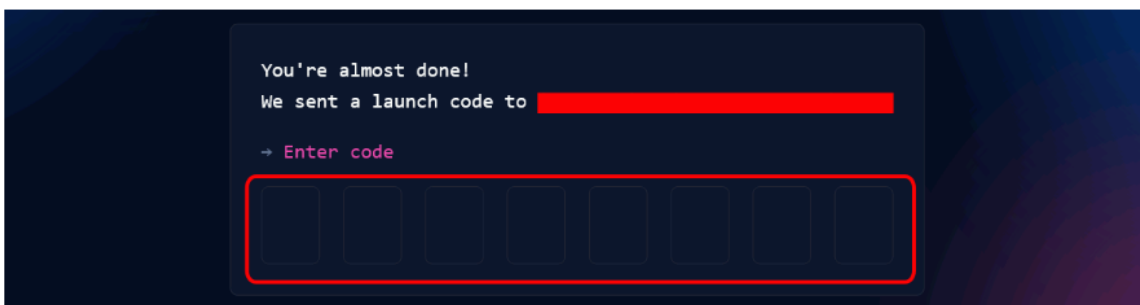 You're almost done!
We sent a launch code to
→ Enter code